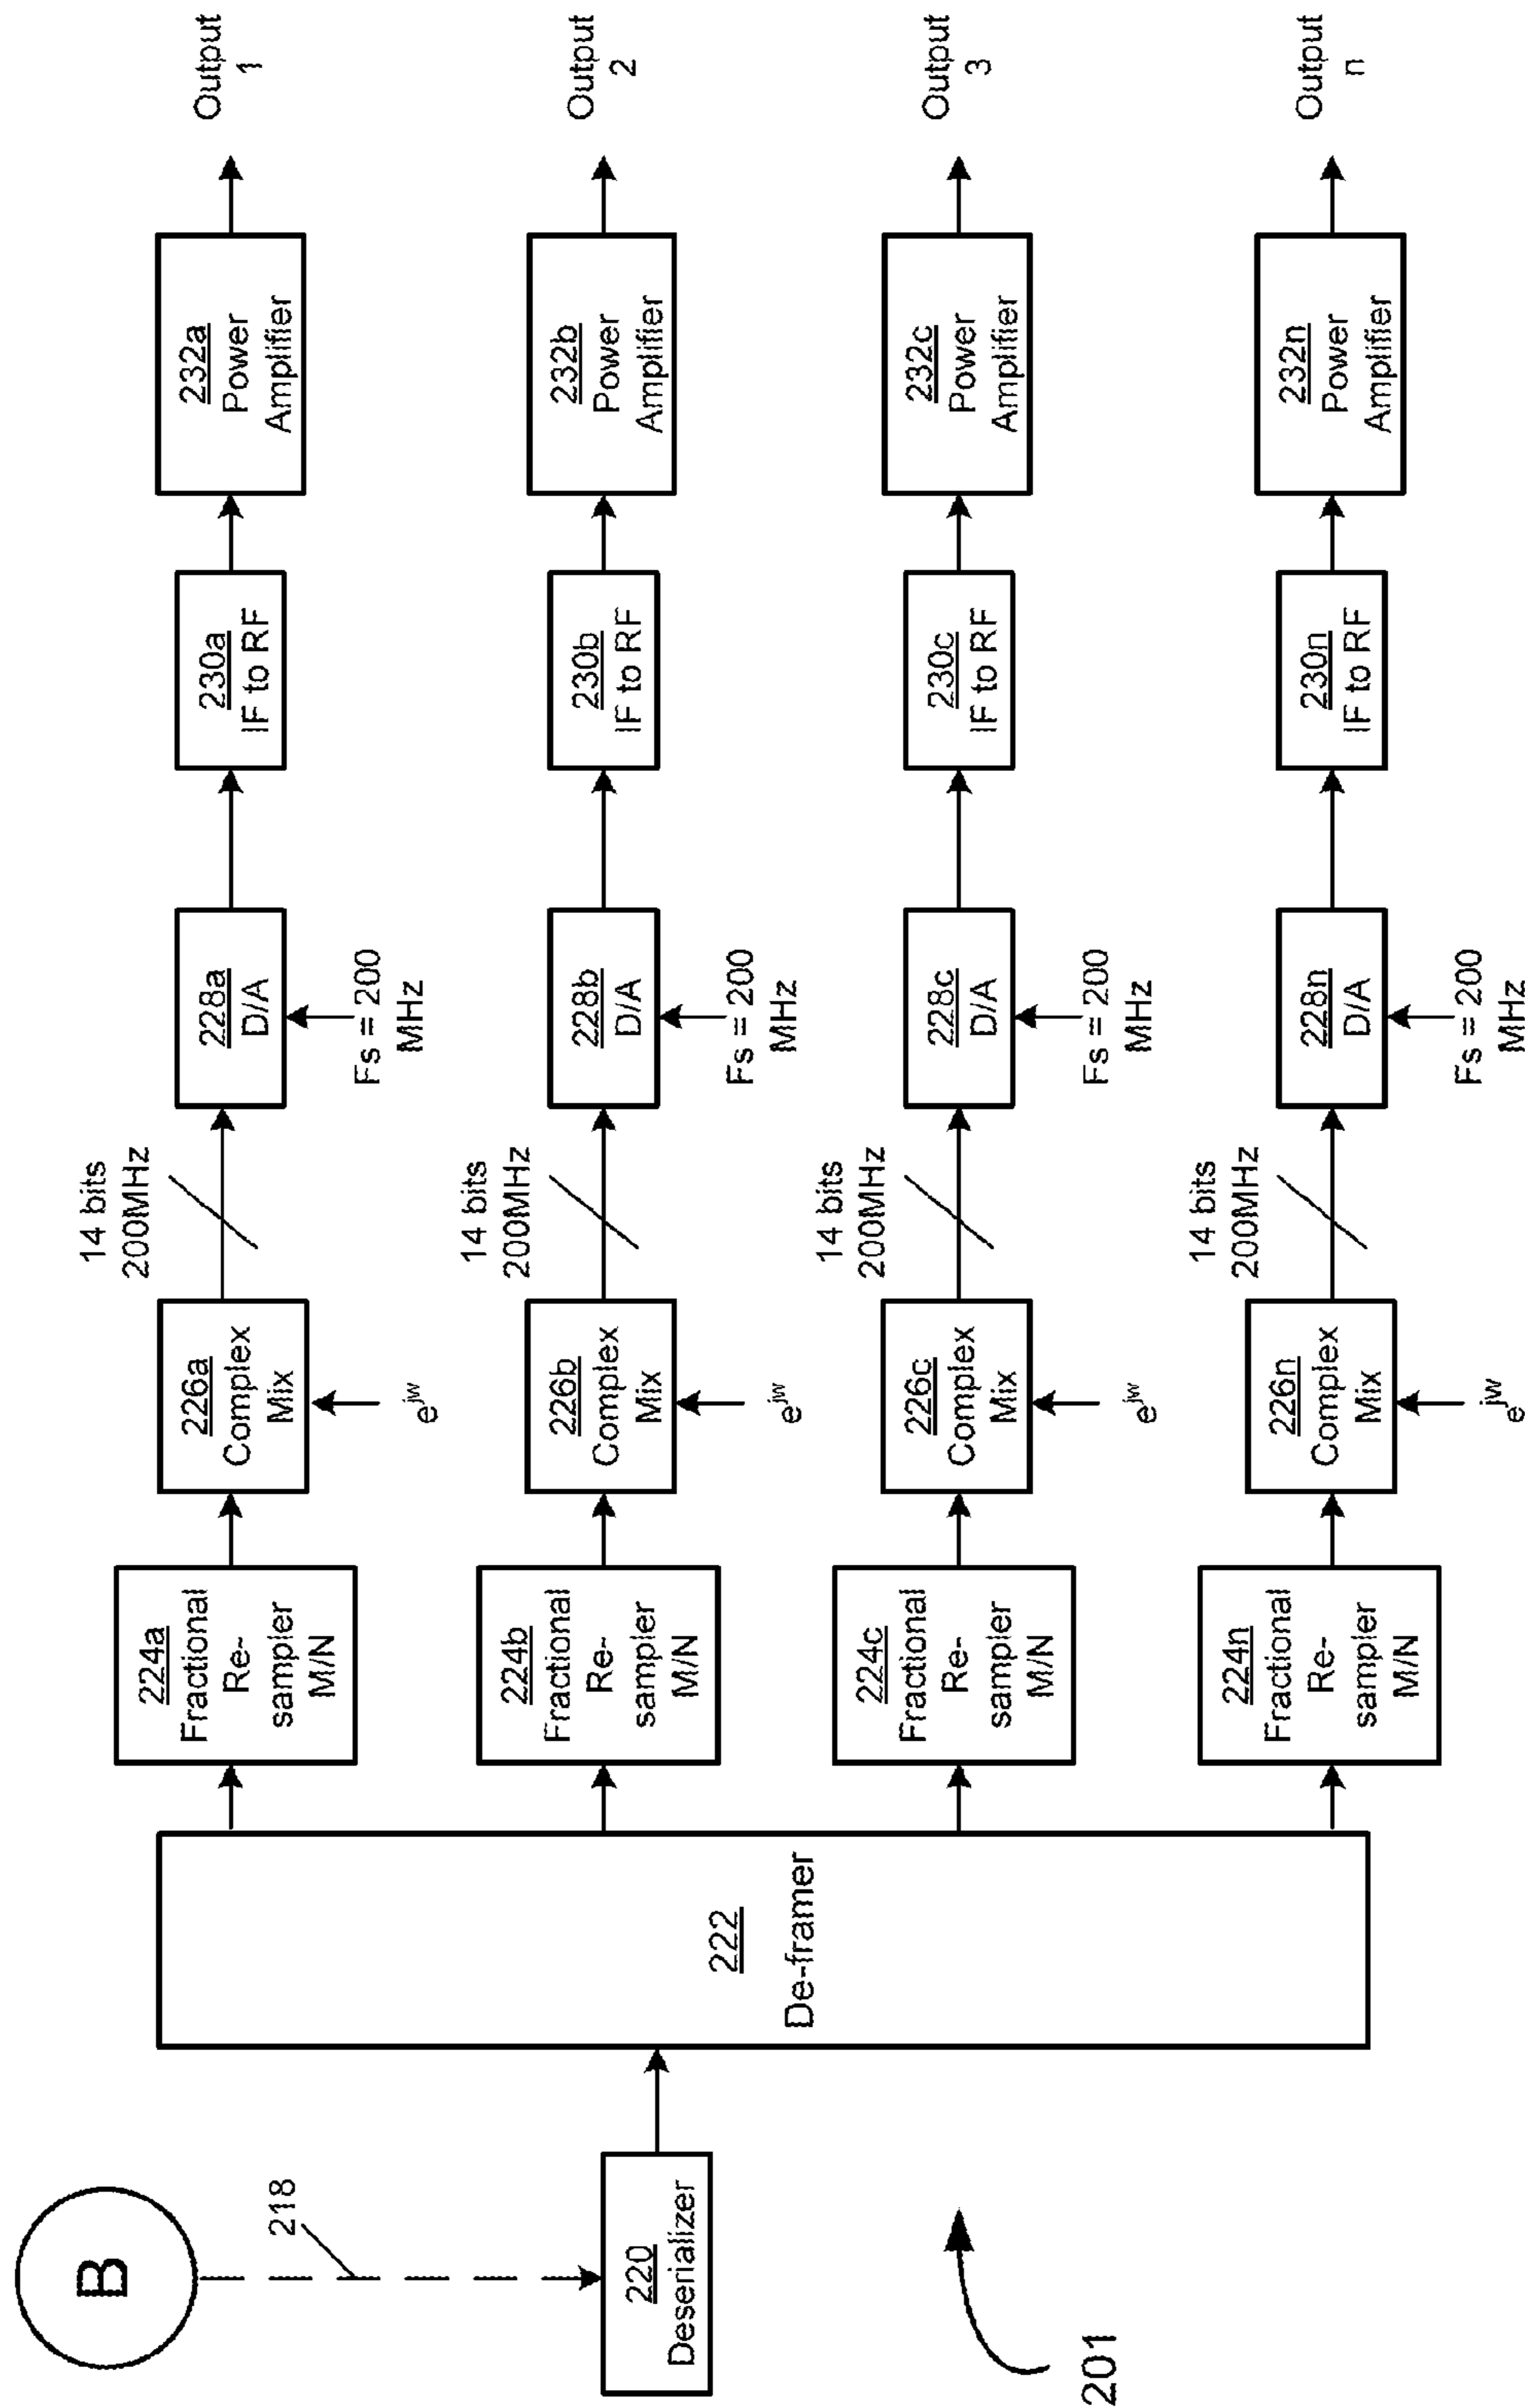 B
218
220
Deserializer
201
222
De-framer
224a
Fractional
Re-
sampler
M/N
226a
Complex
Mix
e^jw
14 bits
200MHz
228a
D/A
Fs = 200
MHz
230a
IF to RF
232a
Power
Amplifier
Output
1
224b
Fractional
Re-
sampler
M/N
226b
Complex
Mix
e^jw
14 bits
200MHz
228b
D/A
Fs = 200
MHz
230b
IF to RF
232b
Power
Amplifier
Output
2
224c
Fractional
Re-
sampler
M/N
226c
Complex
Mix
e^jw
14 bits
200MHz
228c
D/A
Fs = 200
MHz
230c
IF to RF
232c
Power
Amplifier
Output
3
224n
Fractional
Re-
sampler
M/N
226n
Complex
Mix
e^jw
14 bits
200MHz
228n
D/A
Fs = 200
MHz
230n
IF to RF
232n
Power
Amplifier
Output
n